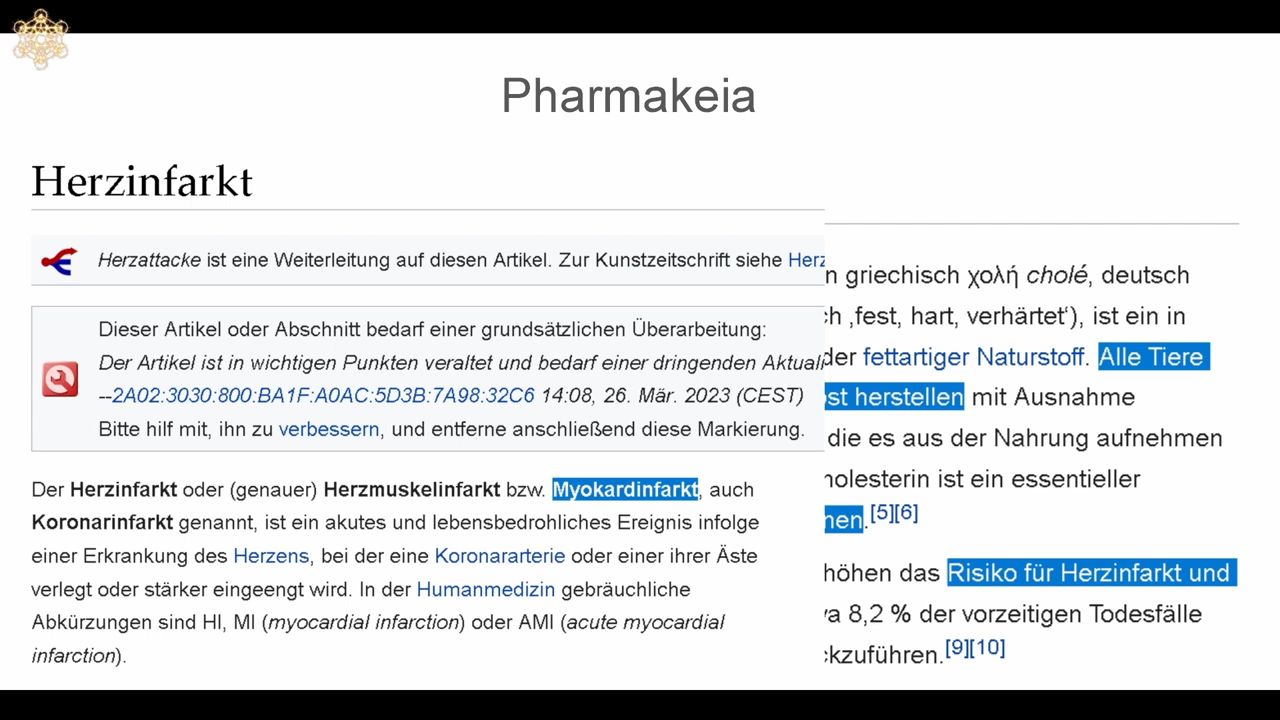 Pharmakeia
Herzinfarkt
Herzattacke ist eine Weiterleitung auf diesen Artikel. Zur Kunstzeitschrift siehe Herz
Dieser Artikel oder Abschnitt bedarf einer grundsätzlichen Überarbeitung:
Der Artikel ist in wichtigen Punkten veraltet und bedarf einer dringenden Aktuali
--2A02:3030:800:BA1F:A0AC:5D3B:7A98:32C6 14:08, 26. Mär. 2023 (CEST)
Bitte hilf mit, ihn zu verbessern, und entferne anschließend diese Markierung.
Der Herzinfarkt oder (genauer) Herzmuskelinfarkt bzw. Myokardinfarkt, auch
Koronarinfarkt genannt, ist ein akutes und lebensbedrohliches Ereignis infolge
einer Erkrankung des Herzens, bei der eine Koronararterie oder einer ihrer Äste
verlegt oder stärker eingeengt wird. In der Humanmedizin gebräuchliche
Abkürzungen sind HI, MI (myocardial infarction) oder AMI (acute myocardial
infarction).
n griechisch χολή cholé, deutsch
ch ‚fest, hart, verhärtet‘), ist ein in
der fettartiger Naturstoff. Alle Tiere
st herstellen mit Ausnahme
die es aus der Nahrung aufnehmen
holesterin ist ein essentieller
nen.[5][6]
höhen das Risiko für Herzinfarkt und
va 8,2 % der vorzeitigen Todesfälle
ckzuführen.[9][10]